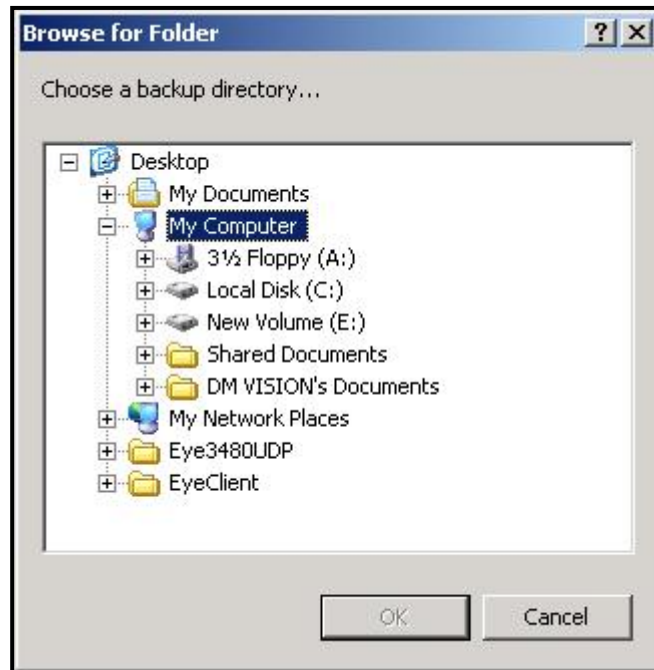 Browse for Folder
Choose a backup directory...
Desktop
My Documents
My Computer
3½ Floppy (A:)
Local Disk (C:)
New Volume (E:)
Shared Documents
DM VISION's Documents
My Network Places
Eye3480UDP
EyeClient
OK Cancel